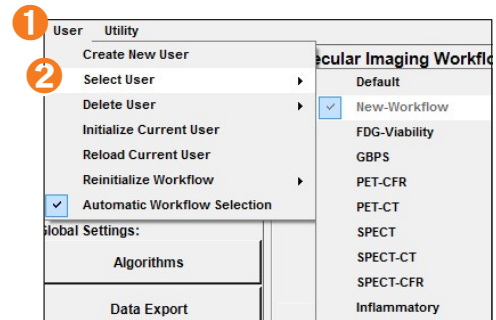 1
User Utility
2
Create New User
Select User
Delete User
Initialize Current User
Reload Current User
Reinitialize Workflow
Automatic Workflow Selection
Global Settings:
Algorithms
Data Export
Imaging Workflo
Default
New-Workflow
FDG-Viability
GBPS
PET-CFR
PET-CT
SPECT
SPECT-CT
SPECT-CFR
Inflammatory